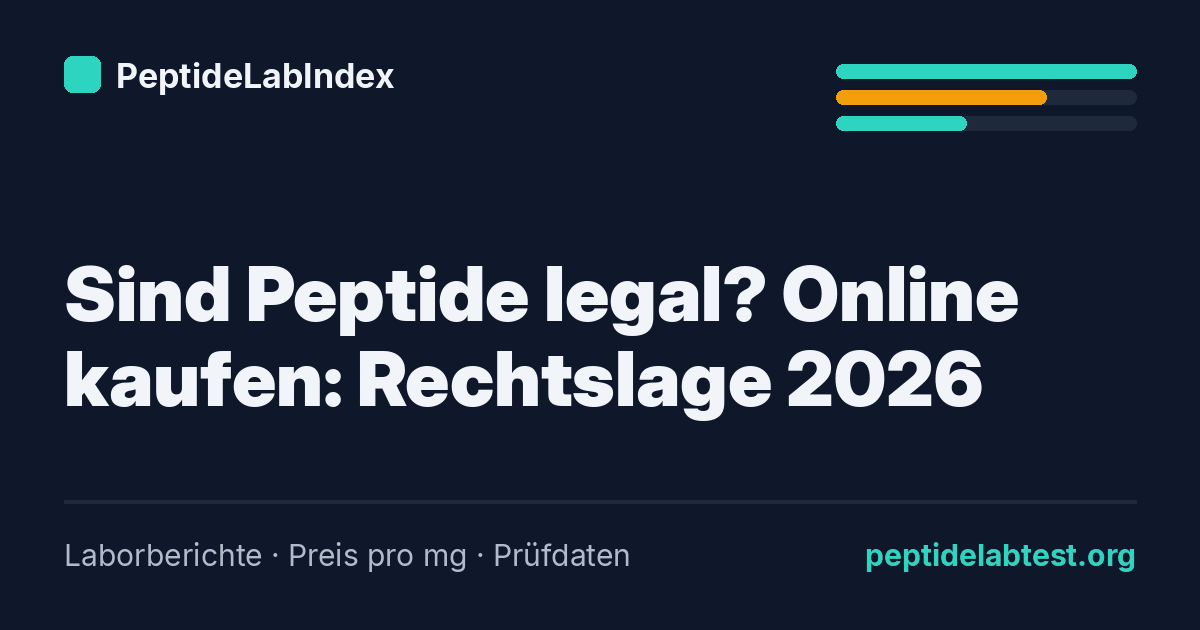 PeptideLabIndex
Sind Peptide legal? Online
kaufen: Rechtslage 2026
Laborberichte · Preis pro mg · Prüfdaten
peptidelabtest.org